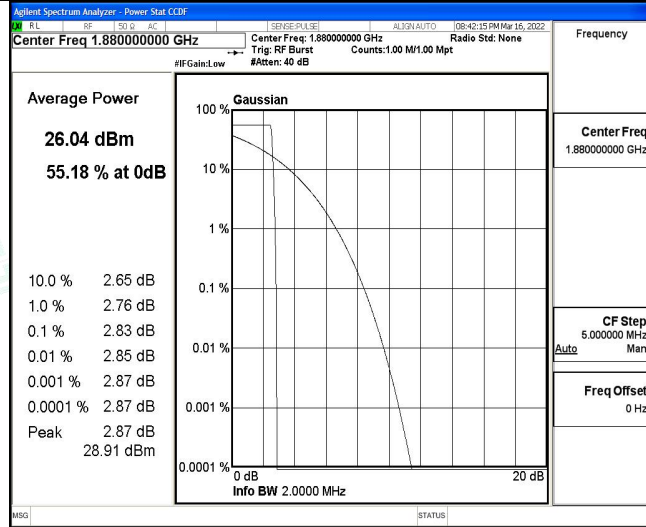 Agilent Spectrum Analyzer - Power Stat CCDF
LXI RL RF 50 Ω AC SENSE:PULSE ALIGN AUTO 08:42:15 PM Mar 16, 2022
Center Freq 1.880000000 GHz
Center Freq: 1.880000000 GHz Radio Std: None
Trig: RF Burst Counts:1.00 M/1.00 Mpt
#IFGain:Low #Atten: 40 dB
Frequency
Average Power
26.04 dBm
55.18 % at 0dB
10.0 % 2.65 dB
1.0 % 2.76 dB
0.1 % 2.83 dB
0.01 % 2.85 dB
0.001 % 2.87 dB
0.0001 % 2.87 dB
Peak 2.87 dB
28.91 dBm
Gaussian
100 %
10 %
1 %
0.1 %
0.01 %
0.001 %
0.0001 %
0 dB 20 dB
Info BW 2.0000 MHz
Center Freq
1.880000000 GHz
CF Step
5.000000 MHz
Auto Man
Freq Offset
0 Hz
MSG STATUS